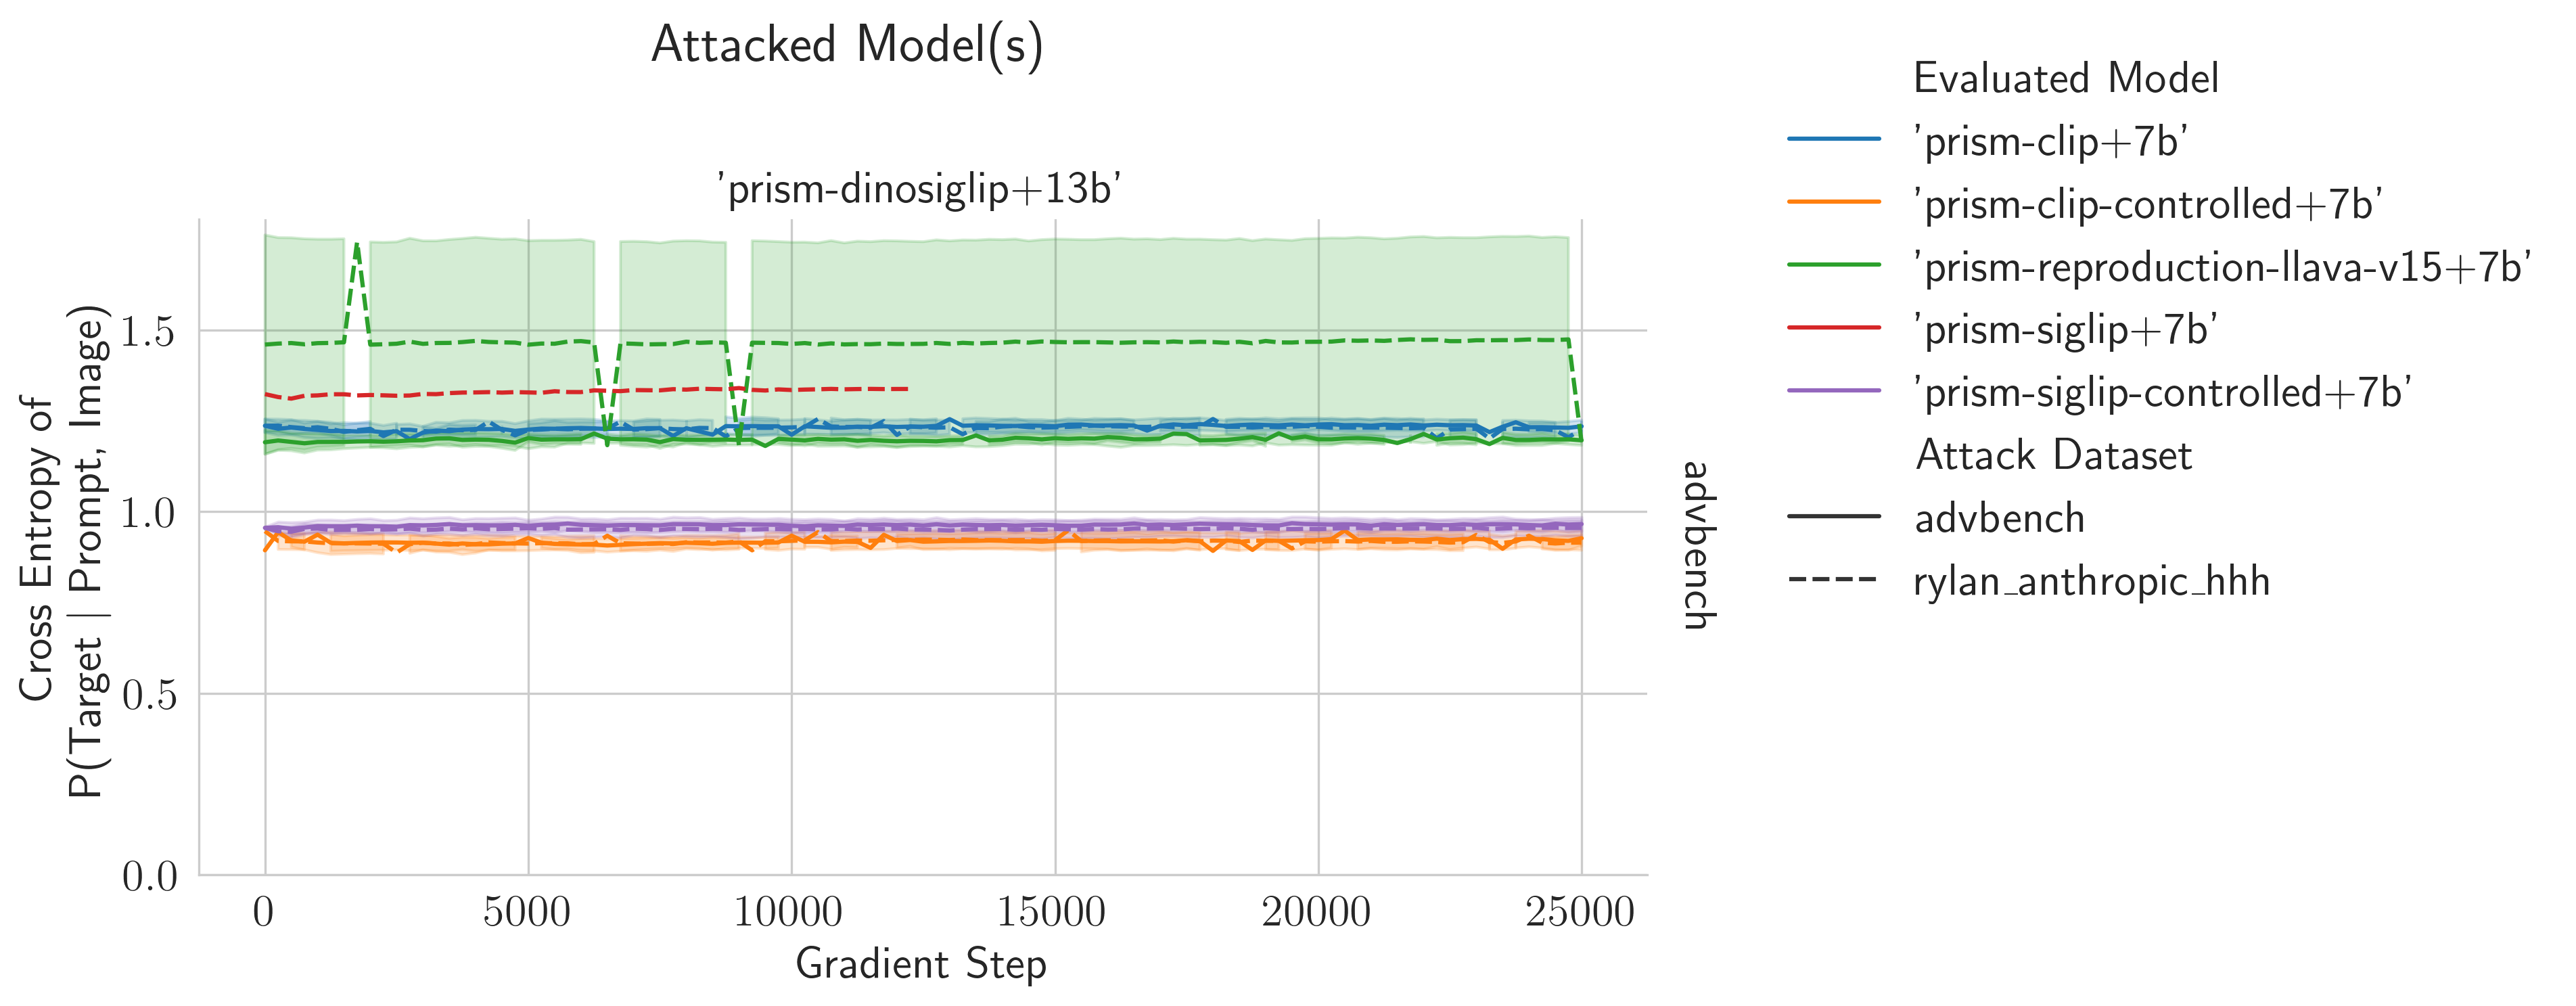 Attacked Model(s)
'prism-dinosiglip+13b'
Cross Entropy of
P(Target | Prompt, Image)
1.5
1.0
0.5
0.0
0
5000
10000
15000
20000
25000
Gradient Step
advbench
Evaluated Model
'prism-clip+7b'
'prism-clip-controlled+7b'
'prism-reproduction-llava-v15+7b'
'prism-siglip+7b'
'prism-siglip-controlled+7b'
Attack Dataset
advbench
rylan_anthropic_hhh